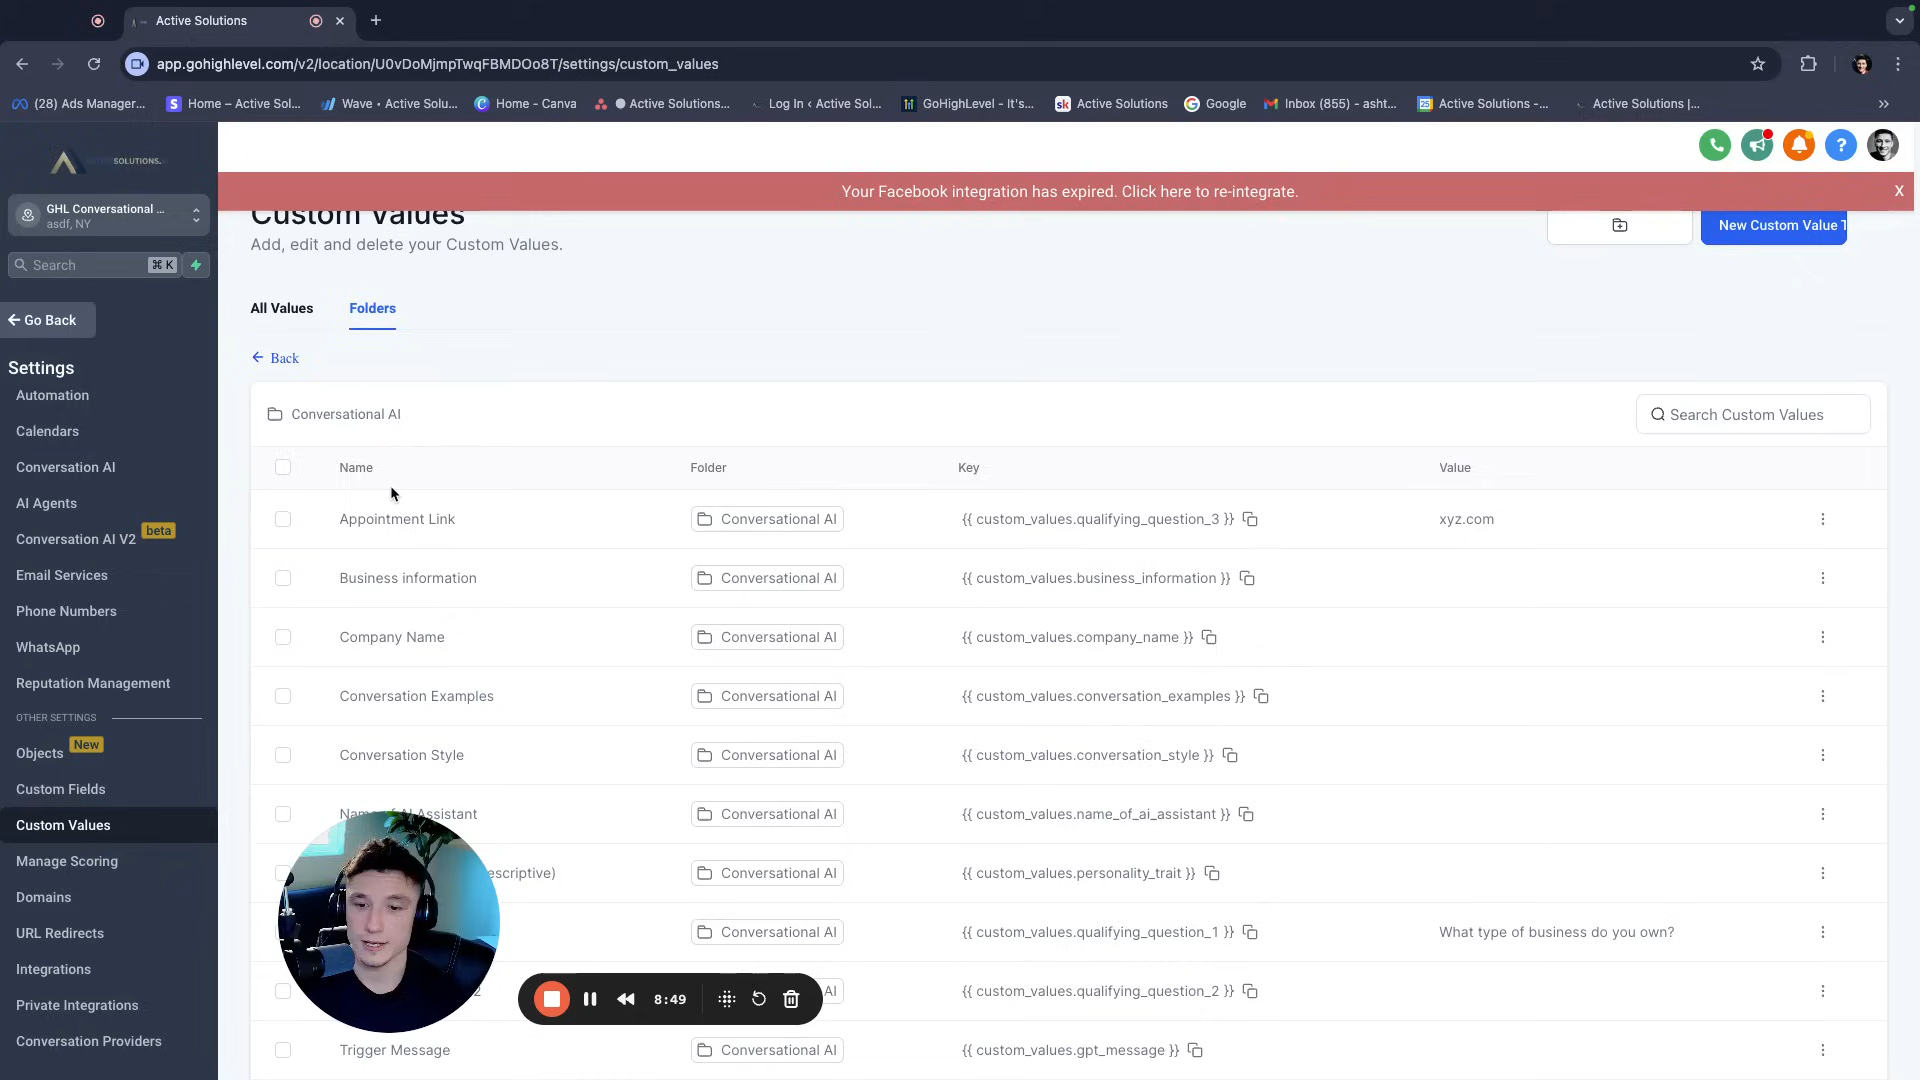 Active Solutions
app.gohighlevel.com/v2/location/U0vDoMjmpTwqFBMDOo8T/settings/custom_values
(28) Ads Manager...
Home – Active Sol...
Wave • Active Solu...
Home - Canva
Active Solutions...
Log In ‹ Active Sol...
GoHighLevel - It's...
Active Solutions
Google
Inbox (855) - asht...
Active Solutions -...
Active Solutions |...
SOLUTIONS.
GHL Conversational ...
asdf, NY
Search
⌘ K
Go Back
Settings
Automation
Calendars
Conversation AI
AI Agents
Conversation AI V2
beta
Email Services
Phone Numbers
WhatsApp
Reputation Management
OTHER SETTINGS
Objects
New
Custom Fields
Custom Values
Manage Scoring
Domains
URL Redirects
Integrations
Private Integrations
Conversation Providers
Your Facebook integration has expired. Click here to re-integrate.
X
Custom Values
Add, edit and delete your Custom Values.
New Custom Value
All Values
Folders
Back
Conversational AI
Search Custom Values
Name Folder Key Value
Appointment Link Conversational AI {{ custom_values.qualifying_question_3 }} xyz.com
Business information Conversational AI {{ custom_values.business_information }}
Company Name Conversational AI {{ custom_values.company_name }}
Conversation Examples Conversational AI {{ custom_values.conversation_examples }}
Conversation Style Conversational AI {{ custom_values.conversation_style }}
Name of AI Assistant Conversational AI {{ custom_values.name_of_ai_assistant }}
escriptive) Conversational AI {{ custom_values.personality_trait }}
Conversational AI {{ custom_values.qualifying_question_1 }} What type of business do you own?
2 AI {{ custom_values.qualifying_question_2 }}
8:49
Trigger Message Conversational AI {{ custom_values.gpt_message }}